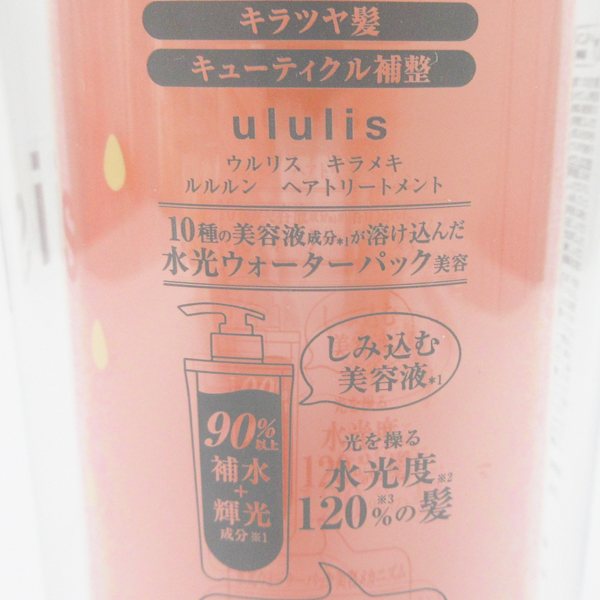 キラツヤ髪
キューティクル補整
ululis
ウルリス キラメキ
ルルルン ヘアトリートメント
10種の美容液成分*1が溶け込んだ
水光ウォーターパック美容
しみ込む
美容液*1
90%以上
補水
+
輝光
成分※1
光を操る
水光度※2
120%※3の髪